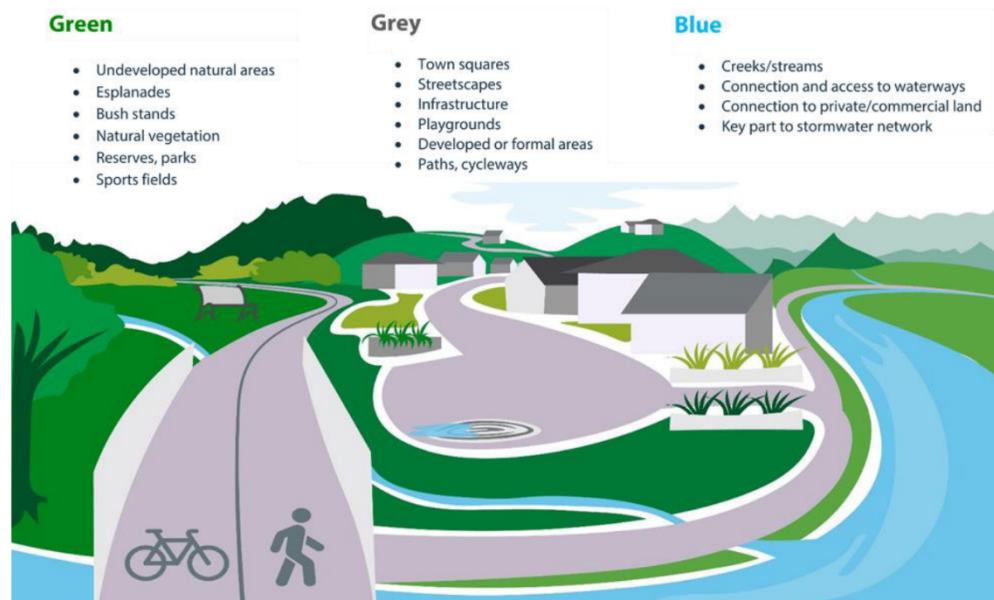 Green
• Undeveloped natural areas
• Esplanades
• Bush stands
• Natural vegetation
• Reserves, parks
• Sports fields
Grey
• Town squares
• Streetscapes
• Infrastructure
• Playgrounds
• Developed or formal areas
• Paths, cycleways
Blue
• Creeks/streams
• Connection and access to waterways
• Connection to private/commercial land
• Key part to stormwater network